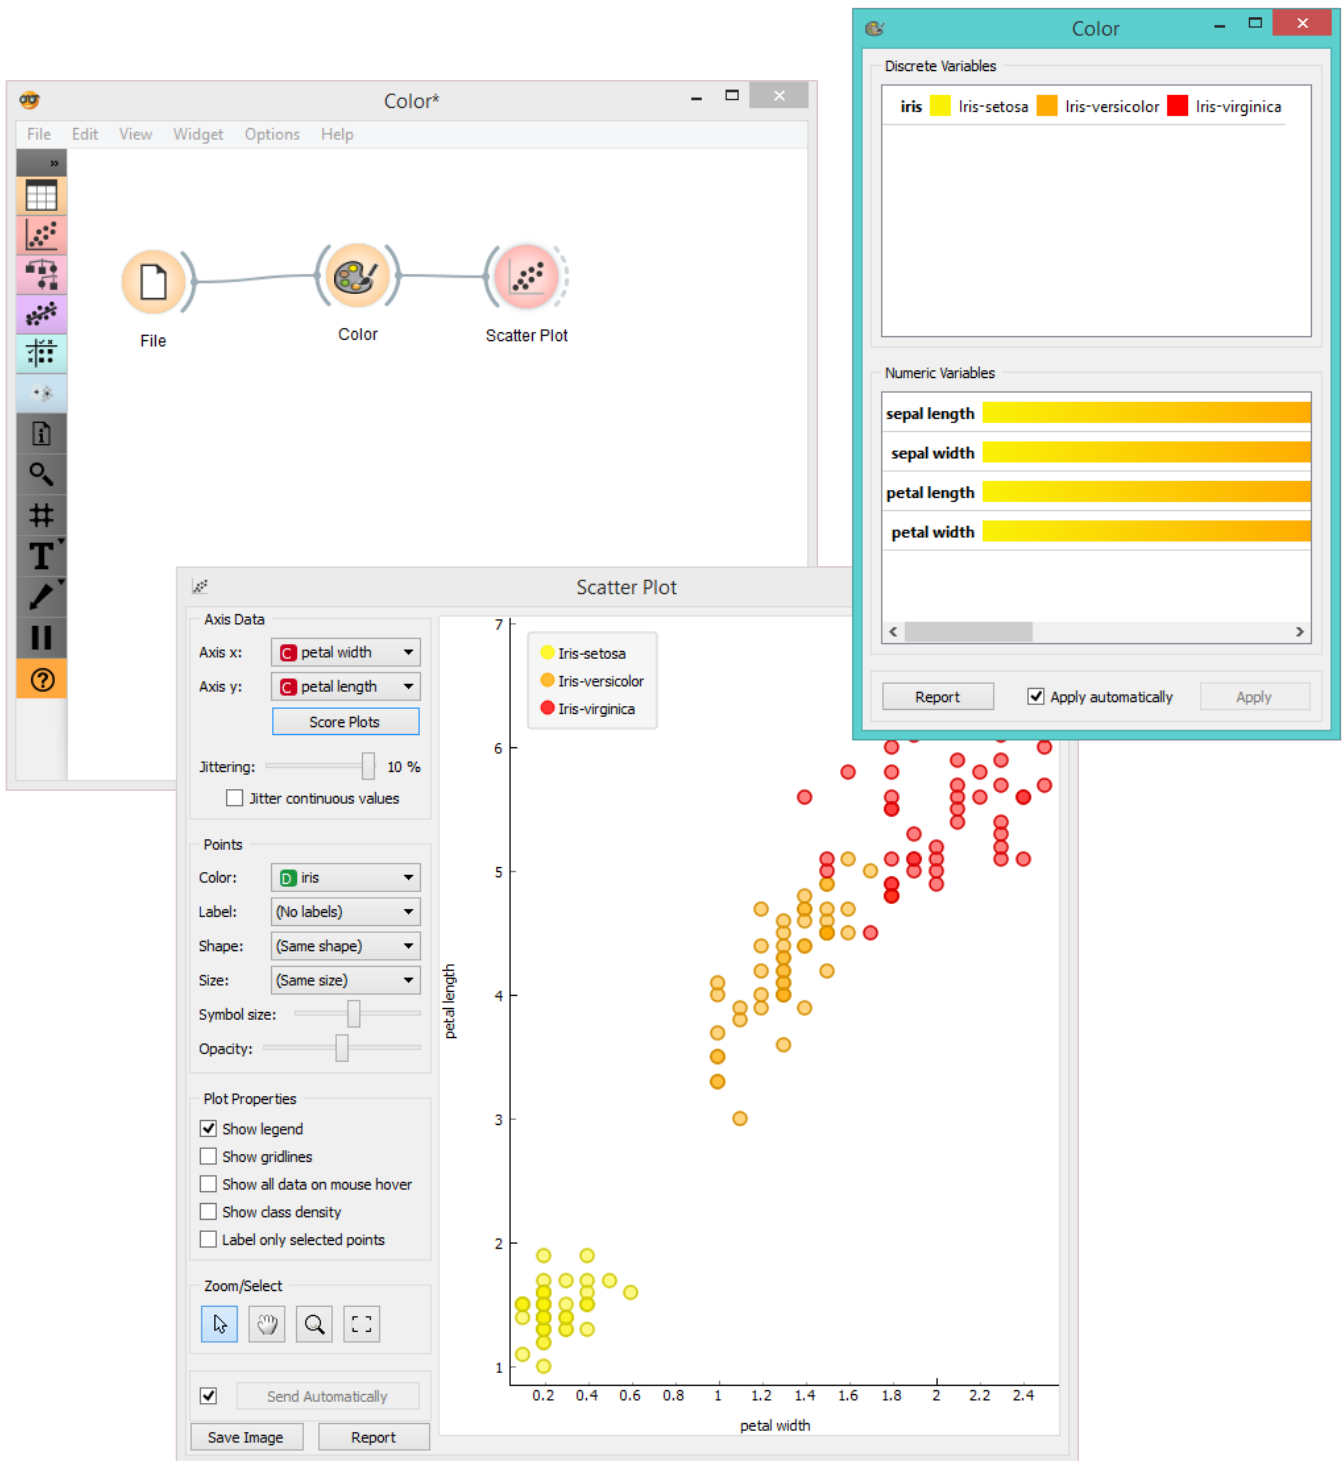 Color
Discrete Variables
iris Iris-setosa Iris-versicolor Iris-virginica
Numeric Variables
sepal length
sepal width
petal length
petal width
Report Apply automatically Apply
Color*
File Edit View Widget Options Help
File
Color
Scatter Plot
Scatter Plot
Axis Data
Axis x: C petal width
Axis y: C petal length
Score Plots
Jittering: 10 %
Jitter continuous values
Points
Color: D iris
Label: (No labels)
Shape: (Same shape)
Size: (Same size)
Symbol size:
Opacity:
Plot Properties
Show legend
Show gridlines
Show all data on mouse hover
Show class density
Label only selected points
Zoom/Select
Send Automatically
Save Image Report
Iris-setosa
Iris-versicolor
Iris-virginica
petal length
7
6
5
4
3
2
1
0.2 0.4 0.6 0.8 1 1.2 1.4 1.6 1.8 2 2.2 2.4
petal width